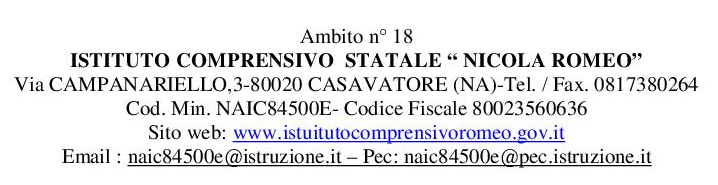 Ambito n° 18
ISTITUTO COMPRENSIVO STATALE “ NICOLA ROMEO”
Via CAMPANARIELLO,3-80020 CASAVATORE (NA)-Tel. / Fax. 0817380264
Cod. Min. NAIC84500E- Codice Fiscale 80023560636
Sito web: www.istuitutocomprensivoromeo.gov.it
Email : naic84500e@istruzione.it – Pec: naic84500e@pec.istruzione.it